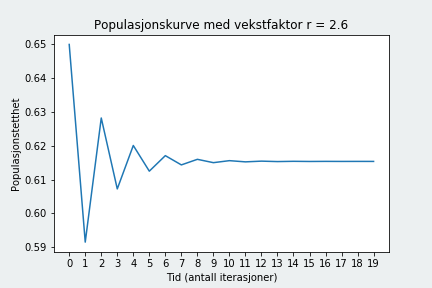 Populasjonskurve med vekstfaktor r = 2.6
0.65
0.64
0.63
0.62
0.61
0.60
0.59
Populasjonstetthet
0 1 2 3 4 5 6 7 8 9 10 11 12 13 14 15 16 17 18 19
Tid (antall iterasjoner)